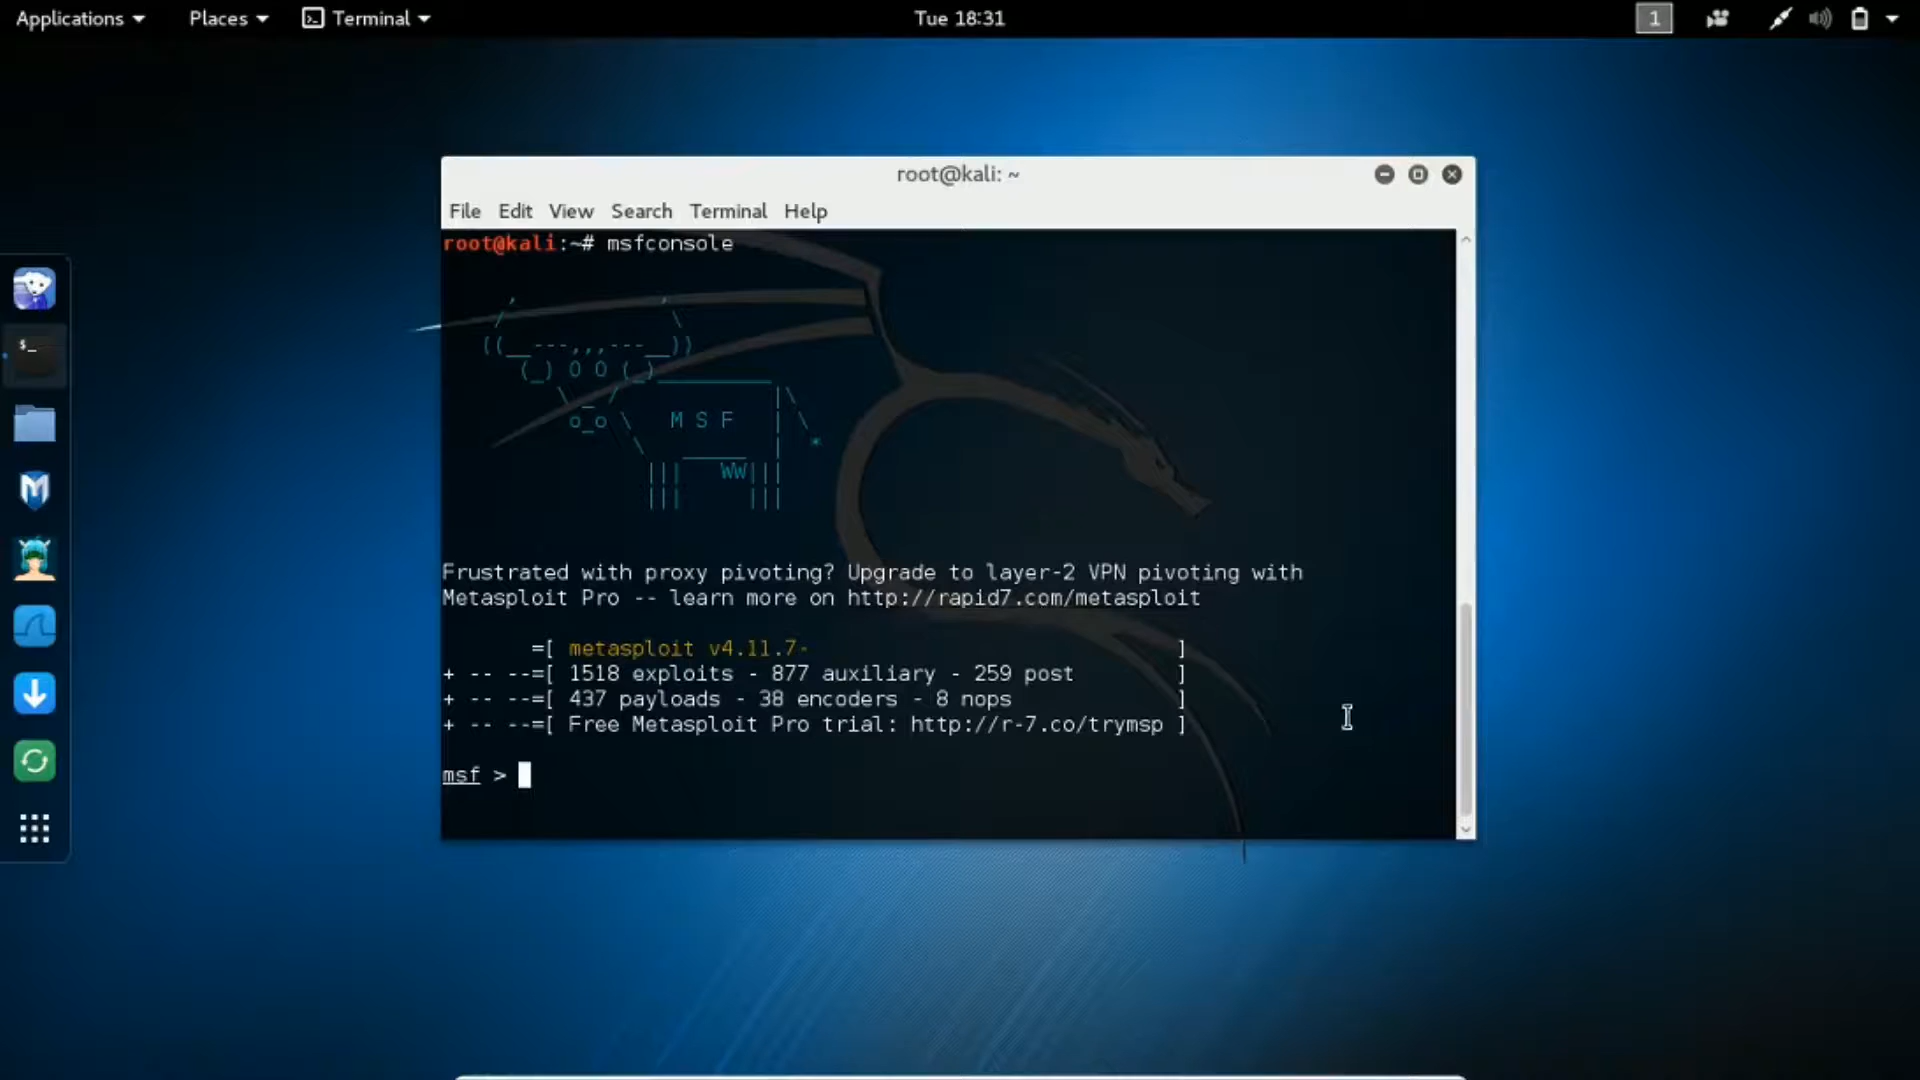 Applications Places Terminal Tue 18:31 1
root@kali: ~
File Edit View Search Terminal Help
root@kali:~# msfconsole
M S F
Frustrated with proxy pivoting? Upgrade to layer-2 VPN pivoting with
Metasploit Pro -- learn more on http://rapid7.com/metasploit
=[ metasploit v4.11.7- ]
+ -- --=[ 1518 exploits - 877 auxiliary - 259 post ]
+ -- --=[ 437 payloads - 38 encoders - 8 nops ]
+ -- --=[ Free Metasploit Pro trial: http://r-7.co/trymsp ]
msf >